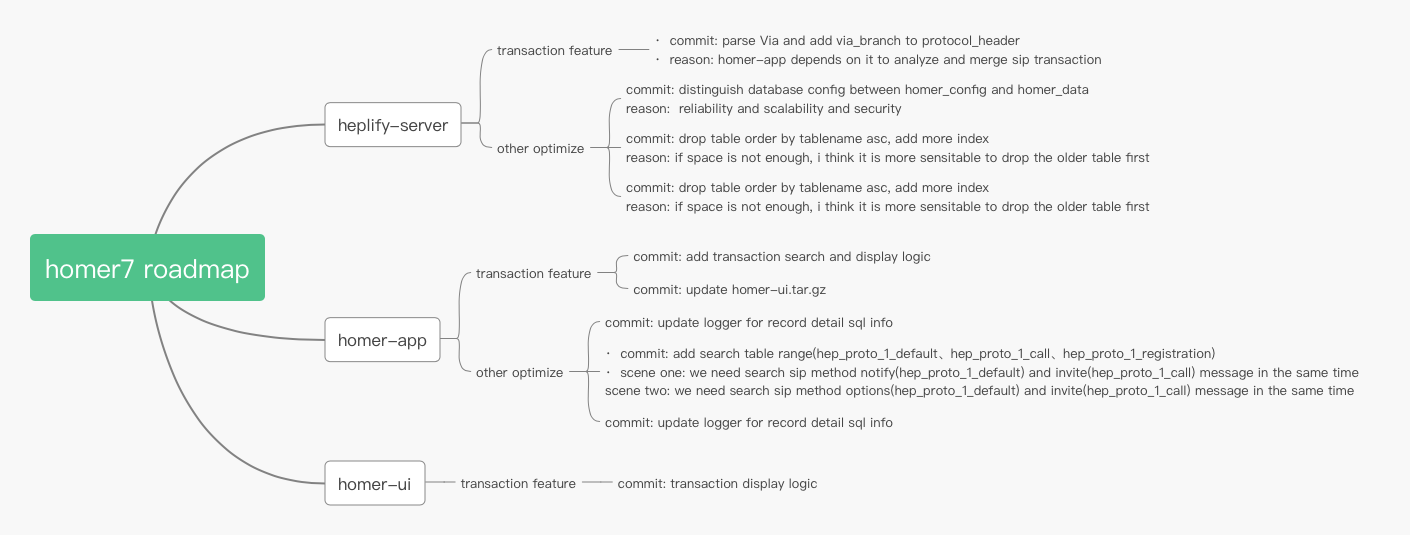 homer7 roadmap
heplify-server
transaction feature
· commit: parse Via and add via_branch to protocol_header
· reason: homer-app depends on it to analyze and merge sip transaction
other optimize
commit: distinguish database config between homer_config and homer_data
reason:  reliability and scalability and security
commit: drop table order by tablename asc, add more index
reason: if space is not enough, i think it is more sensitable to drop the older table first
commit: drop table order by tablename asc, add more index
reason: if space is not enough, i think it is more sensitable to drop the older table first
homer-app
transaction feature
commit: add transaction search and display logic
commit: update homer-ui.tar.gz
other optimize
commit: update logger for record detail sql info
· commit: add search table range(hep_proto_1_default、hep_proto_1_call、hep_proto_1_registration)
· scene one: we need search sip method notify(hep_proto_1_default) and invite(hep_proto_1_call) message in the same time
scene two: we need search sip method options(hep_proto_1_default) and invite(hep_proto_1_call) message in the same time
commit: update logger for record detail sql info
homer-ui
transaction feature
commit: transaction display logic